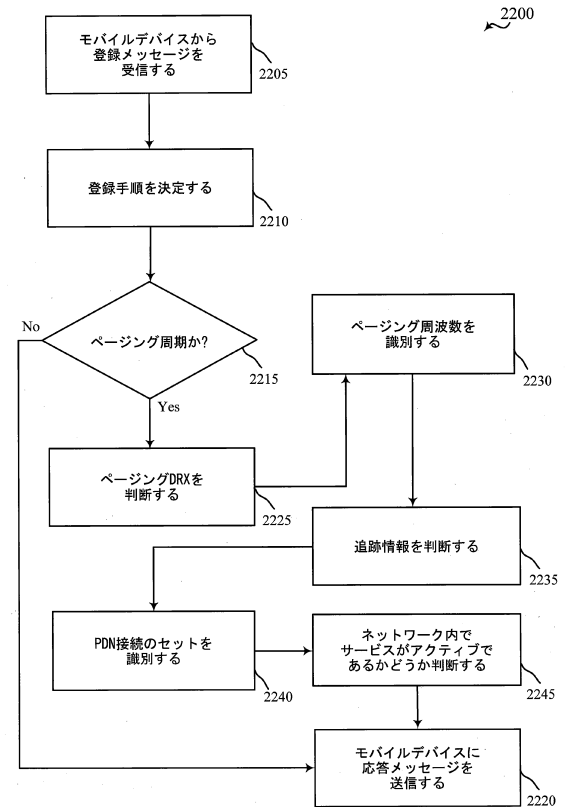 2200
モバイルデバイスから
登録メッセージを
受信する
2205
登録手順を決定する
2210
ページング周期か?
2215
No
Yes
ページングDRXを
判断する
2225
ページング周波数を
識別する
2230
追跡情報を判断する
2235
PDN接続のセットを
識別する
2240
ネットワーク内で
サービスがアクティブで
あるかどうか判断する
2245
モバイルデバイスに
応答メッセージを
送信する
2220